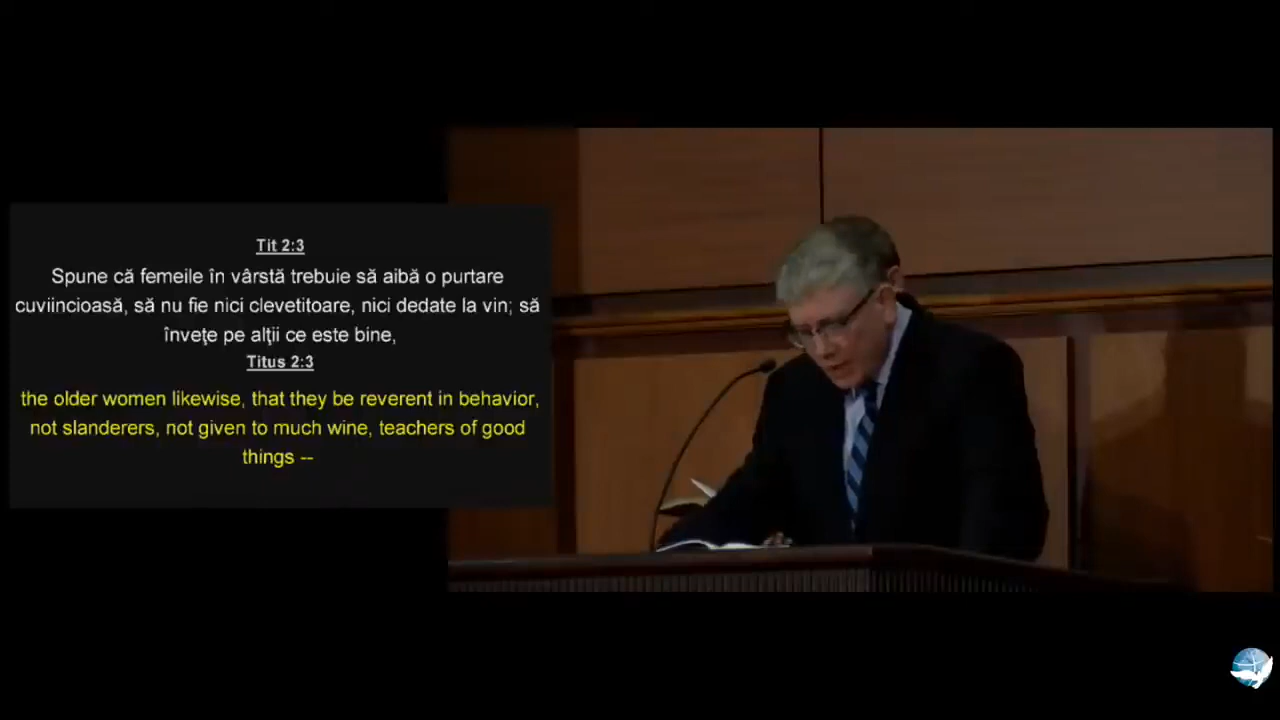 Tit 2:3
Spune că femeile în vârstă trebuie să aibă o purtare
cuviincioasă, să nu fie nici clevetitoare, nici dedate la vin; să
înveţe pe alţii ce este bine,
Titus 2:3
the older women likewise, that they be reverent in behavior,
not slanderers, not given to much wine, teachers of good
things --